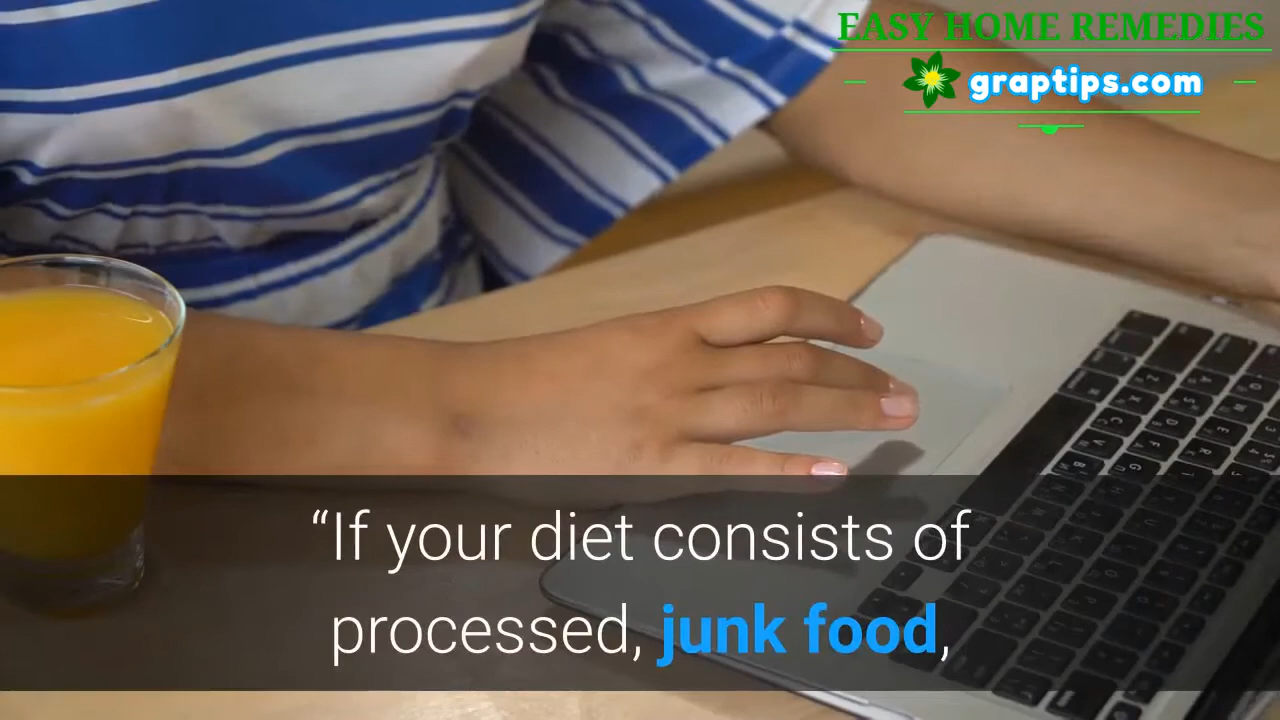 EASY HOME REMEDIES
graptips.com
“If your diet consists of
processed, junk food,